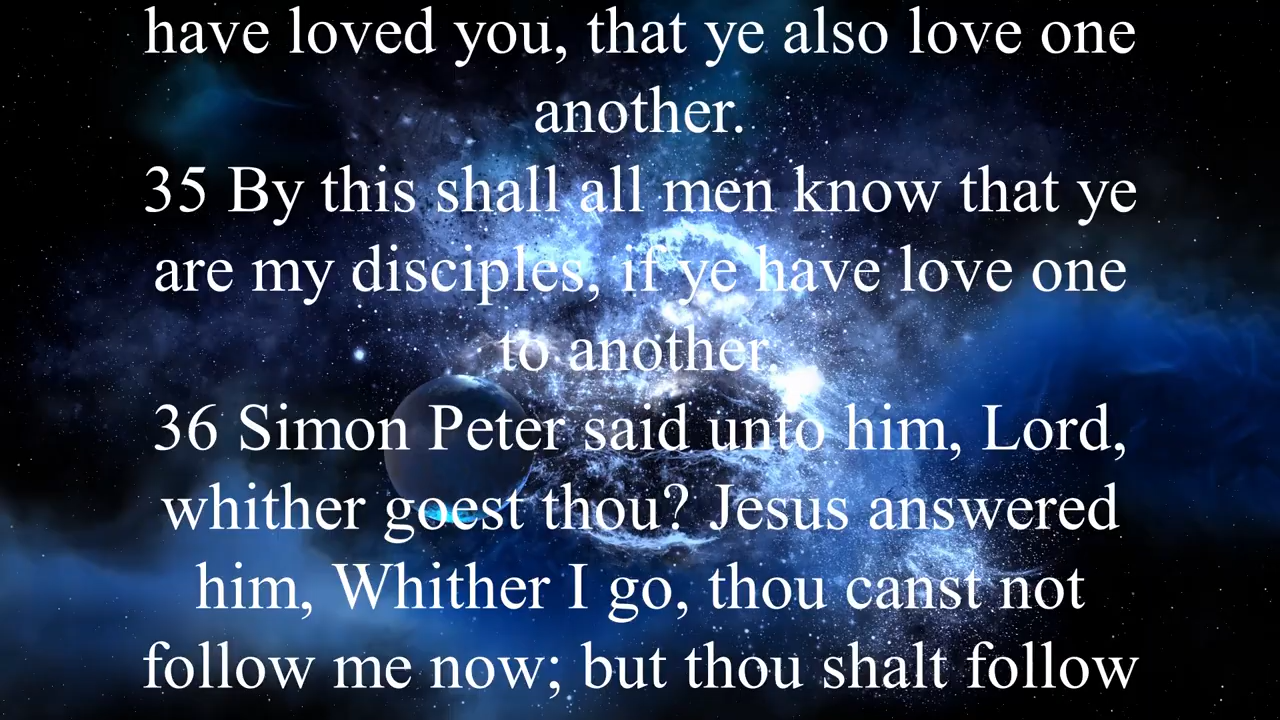 have loved you, that ye also love one
another.
35 By this shall all men know that ye
are my disciples, if ye have love one
to another.
36 Simon Peter said unto him, Lord,
whither goest thou? Jesus answered
him, Whither I go, thou canst not
follow me now; but thou shalt follow